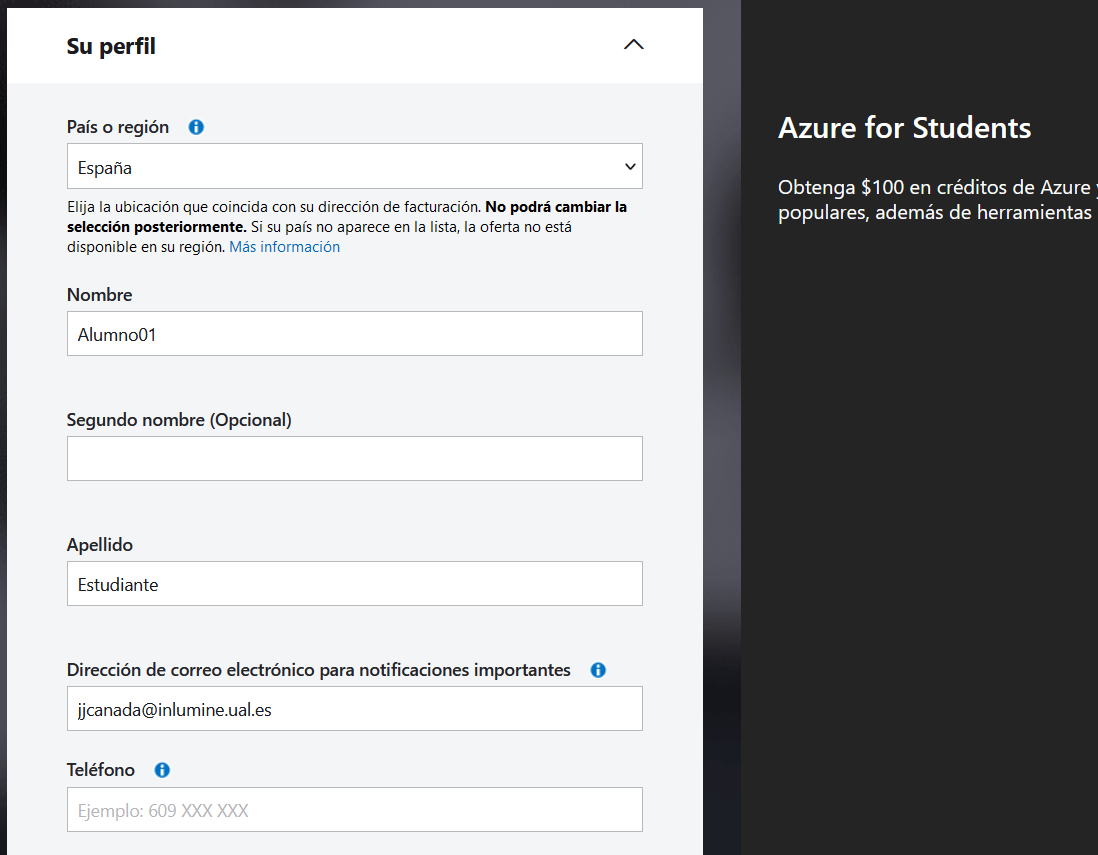 Su perfil
País o región
España
Elija la ubicación que coincida con su dirección de facturación. No podrá cambiar la
selección posteriormente. Si su país no aparece en la lista, la oferta no está
disponible en su región. Más información
Nombre
Alumno01
Segundo nombre (Opcional)
Apellido
Estudiante
Dirección de correo electrónico para notificaciones importantes
jjcanada@inlumine.ual.es
Teléfono
Ejemplo: 609 XXX XXX
Azure for Students
Obtenga $100 en créditos de Azure y
populares, además de herramientas